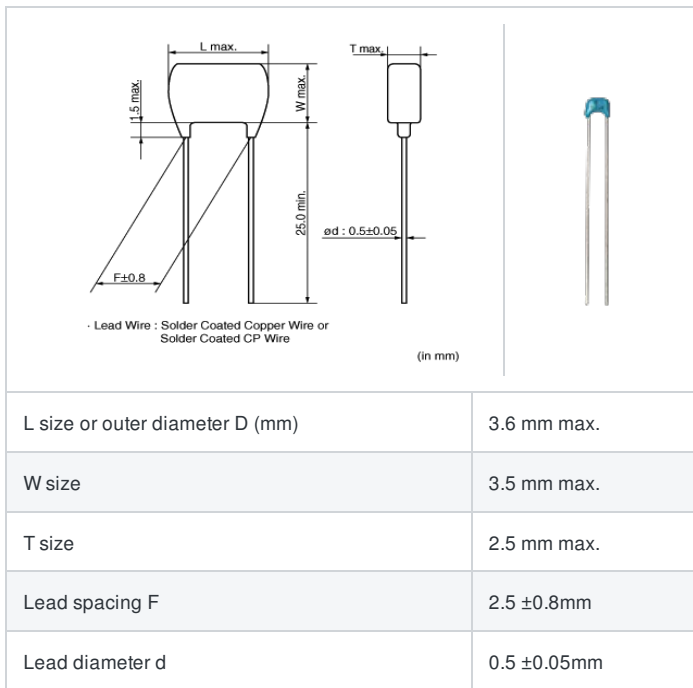 L max.
T max.
1.5 max.
W max.
25.0 min.
ød : 0.5±0.05
F±0.8
· Lead Wire : Solder Coated Copper Wire or
Solder Coated CP Wire
(in mm)
L size or outer diameter D (mm) 3.6 mm max.
W size 3.5 mm max.
T size 2.5 mm max.
Lead spacing F 2.5 ±0.8mm
Lead diameter d 0.5 ±0.05mm